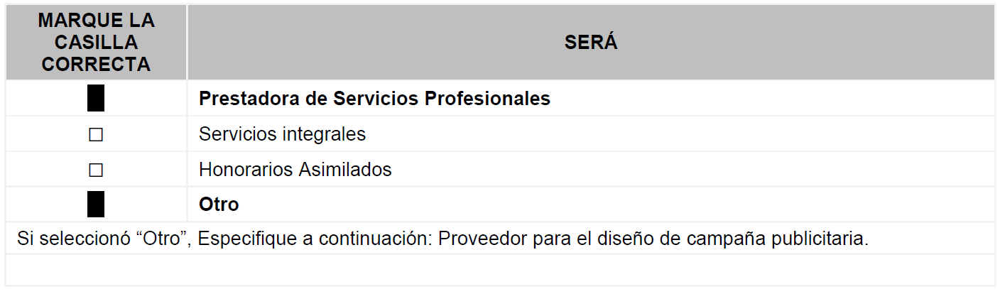 MARQUE LA
CASILLA
CORRECTA
SERÁ
Prestadora de Servicios Profesionales
☐ Servicios integrales
☐ Honorarios Asimilados
Otro
Si seleccionó “Otro”, Especifique a continuación: Proveedor para el diseño de campaña publicitaria.